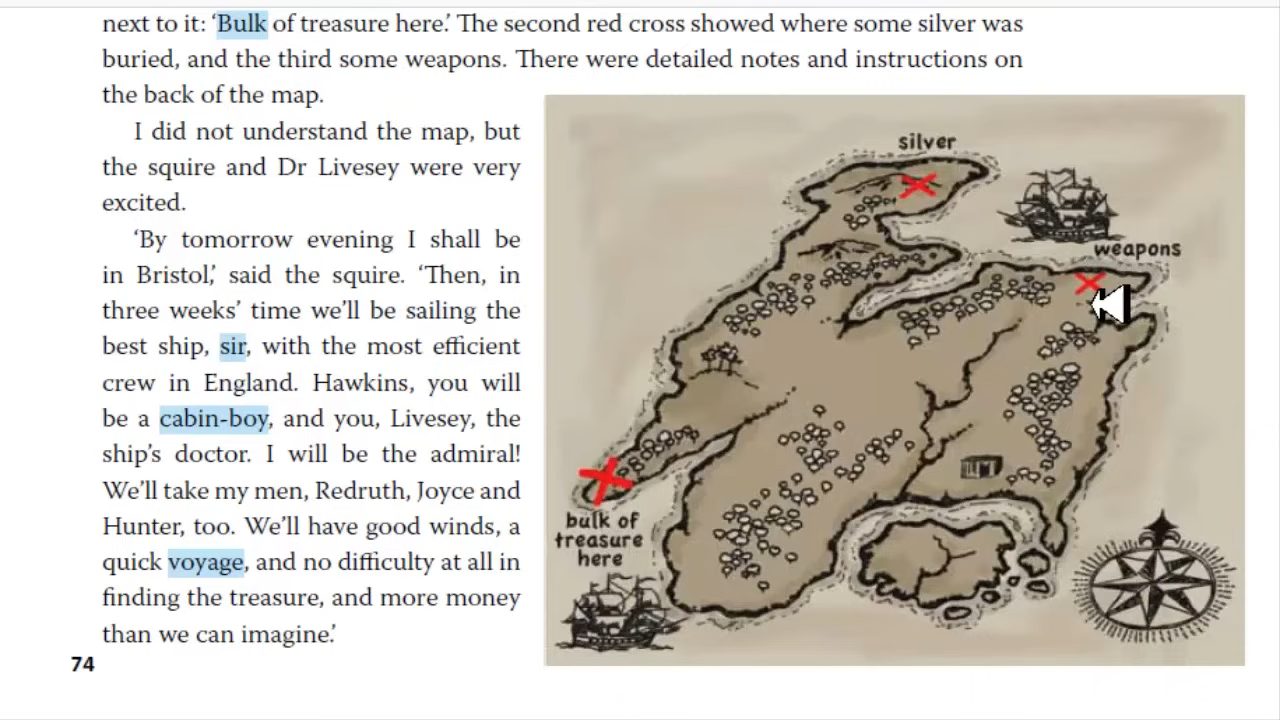 next to it: ‘Bulk of treasure here.’ The second red cross showed where some silver was
buried, and the third some weapons. There were detailed notes and instructions on
the back of the map.
I did not understand the map, but
the squire and Dr Livesey were very
excited.
‘By tomorrow evening I shall be
in Bristol,’ said the squire. ‘Then, in
three weeks’ time we’ll be sailing the
best ship, sir, with the most efficient
crew in England. Hawkins, you will
be a cabin-boy, and you, Livesey, the
ship’s doctor. I will be the admiral!
We’ll take my men, Redruth, Joyce and
Hunter, too. We’ll have good winds, a
quick voyage, and no difficulty at all in
finding the treasure, and more money
than we can imagine.’
74
silver
weapons
bulk of
treasure
here